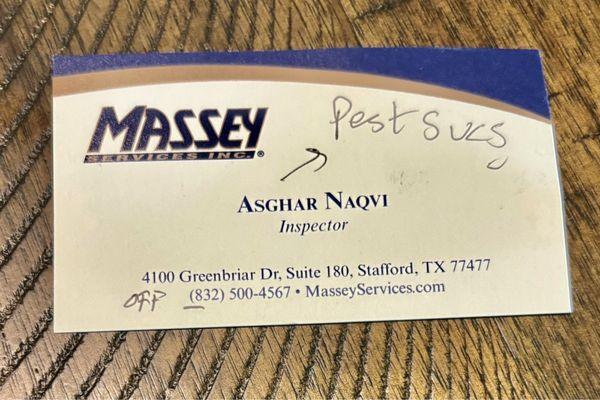 MASSEY
SERVICES INC.®
Pest Svcs
ASGHAR NAQVI
Inspector
4100 Greenbriar Dr, Suite 180, Stafford, TX 77477
OFF (832) 500-4567 • MasseyServices.com